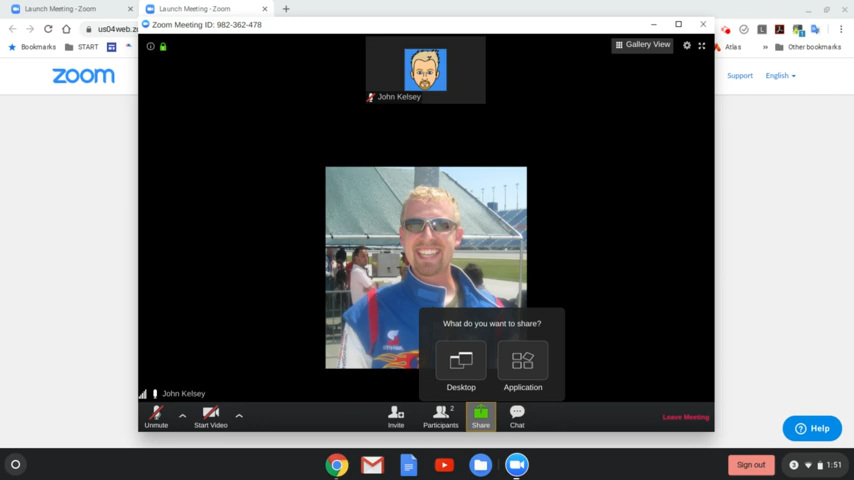 Launch Meeting - Zoom
Launch Meeting - Zoom
us04web.z
Bookmarks
START
Atlas
Other bookmarks
zoom
Support
English
Zoom Meeting ID: 982-362-478
Gallery View
John Kelsey
What do you want to share?
Desktop
Application
John Kelsey
Unmute
Start Video
Invite
2
Participants
Share
Chat
Leave Meeting
Help
Sign out
3
1:51